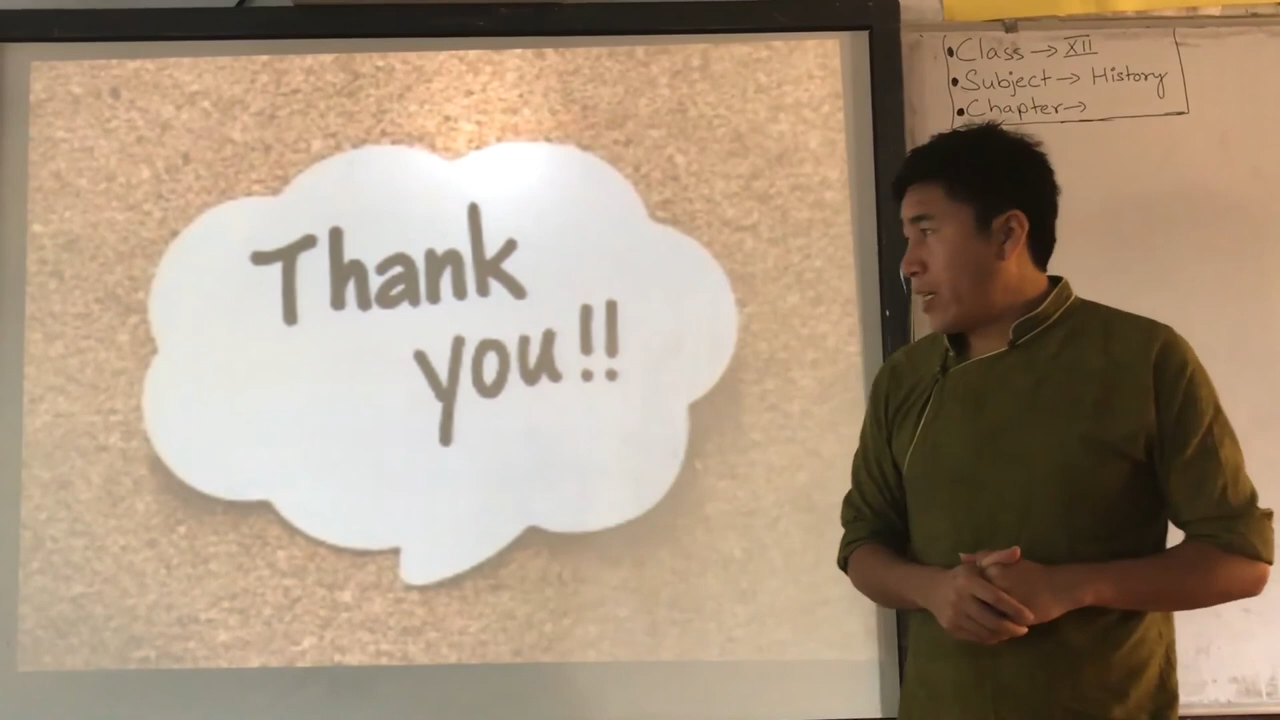 Thank
you!!
•Class → XII
•Subject → History
•Chapter →